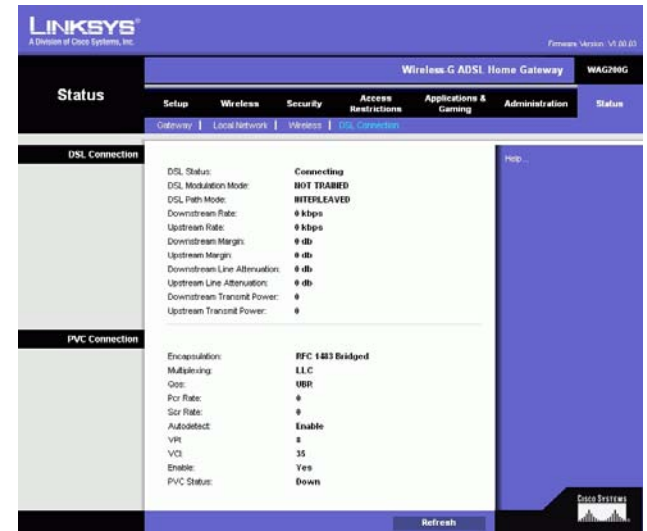 LINKSYS®
A Division of Cisco Systems, Inc.
Firmware Version: V1.00.03
Wireless-G ADSL Home Gateway WAG200G
Status
Setup Wireless Security Access Restrictions Applications & Gaming Administration Status
Gateway | Local Network | Wireless | DSL Connection
DSL Connection
Help...
DSL Status: Connecting
DSL Modulation Mode: NOT TRAINED
DSL Path Mode: INTERLEAVED
Downstream Rate: 0 kbps
Upstream Rate: 0 kbps
Downstream Margin: 0 db
Upstream Margin: 0 db
Downstream Line Attenuation: 0 db
Upstream Line Attenuation: 0 db
Downstream Transmit Power: 0
Upstream Transmit Power: 0
PVC Connection
Encapsulation: RFC 1483 Bridged
Multiplexing: LLC
Qos: UBR
Pcr Rate: 0
Scr Rate: 0
Autodetect: Enable
VPI: 8
VCI: 35
Enable: Yes
PVC Status: Down
Refresh
CISCO SYSTEMS